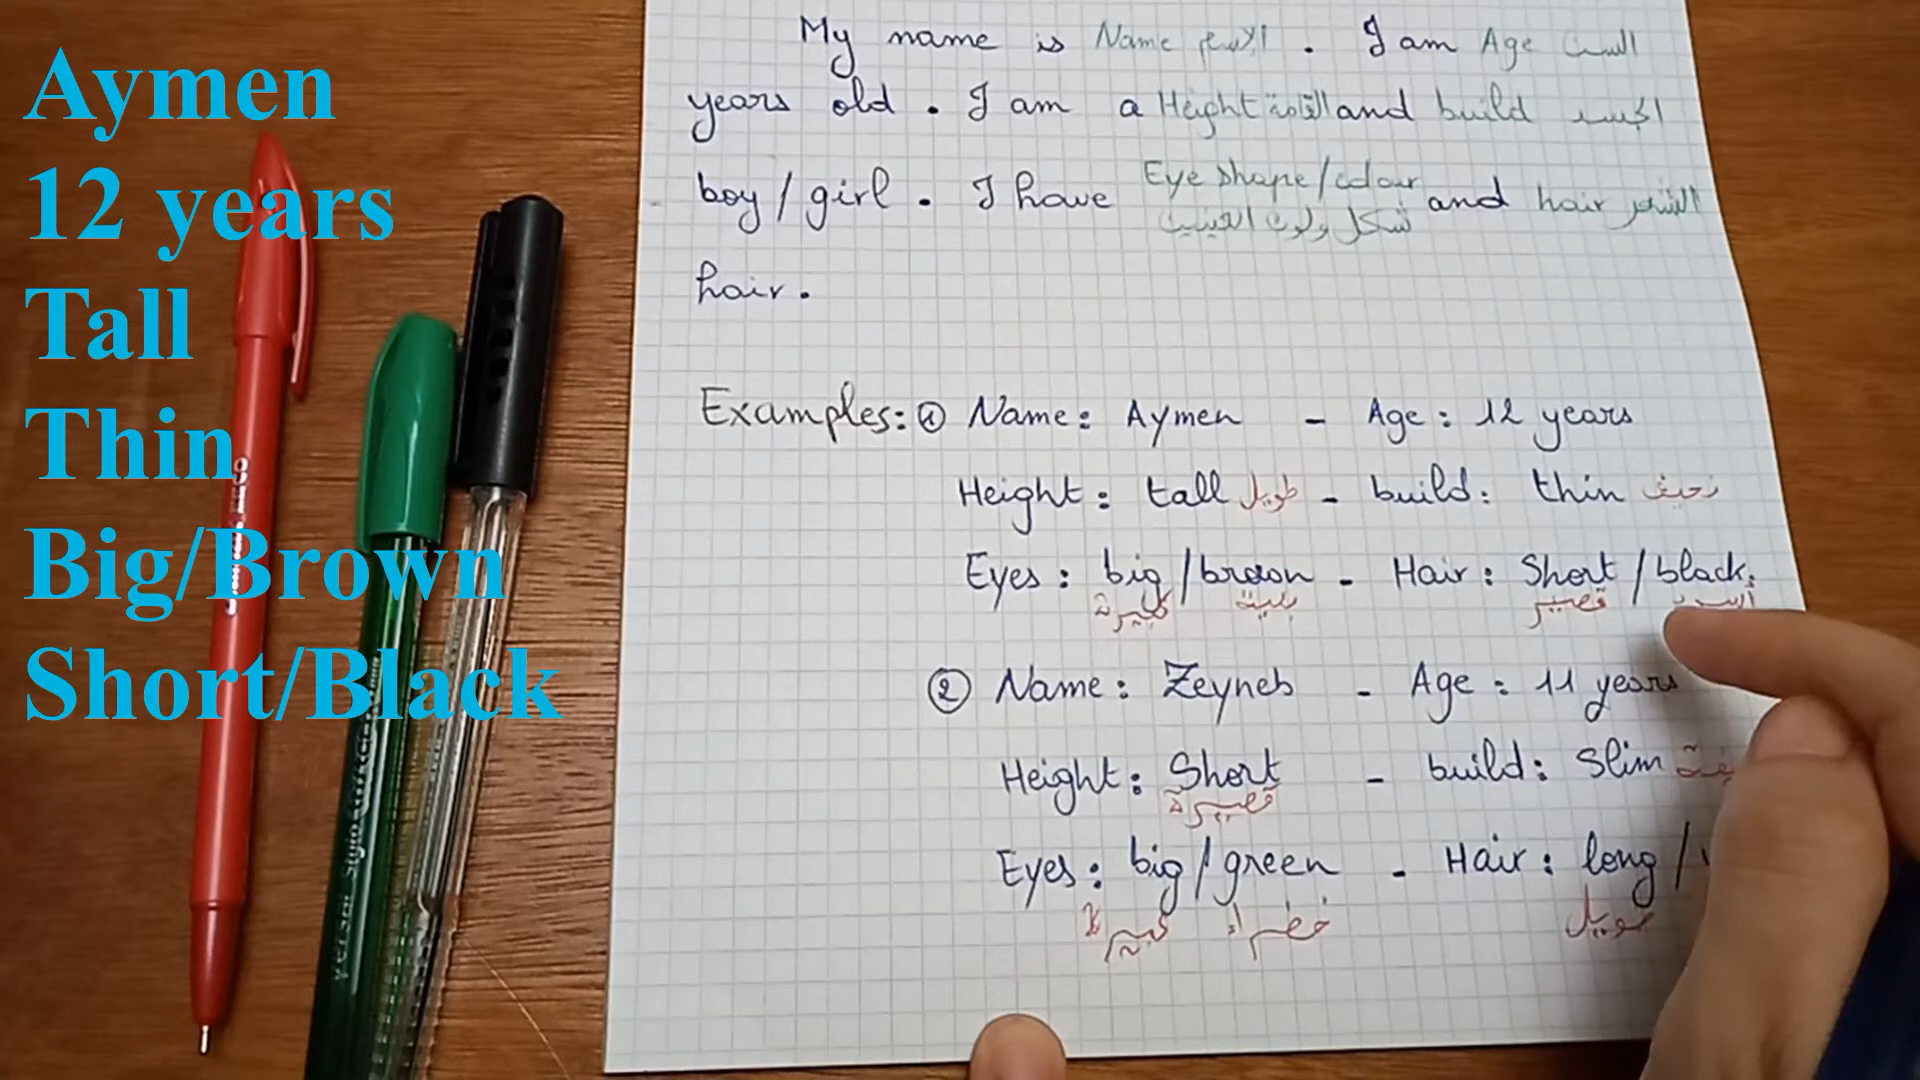 Aymen
12 years
Tall
Thin
Big/Brown
Short/Black
My name is Name الاسم . I am Age السن
years old . I am a Height القامة and build الجسد
boy / girl . I have Eye shape/colour and hair الشعر
شكل ولون العينين
hair .
Examples: ① Name: Aymen - Age : 12 years
Height : tall طويل - build : thin نحيف
Eyes : big / brown - Hair : Short / black.
كبيرة بنية قصير أسود
② Name : Zeyneb - Age : 11 years
Height : Short - build : Slim
قصيرة
Eyes : big / green - Hair : long /
كبيرة خضراء طويل